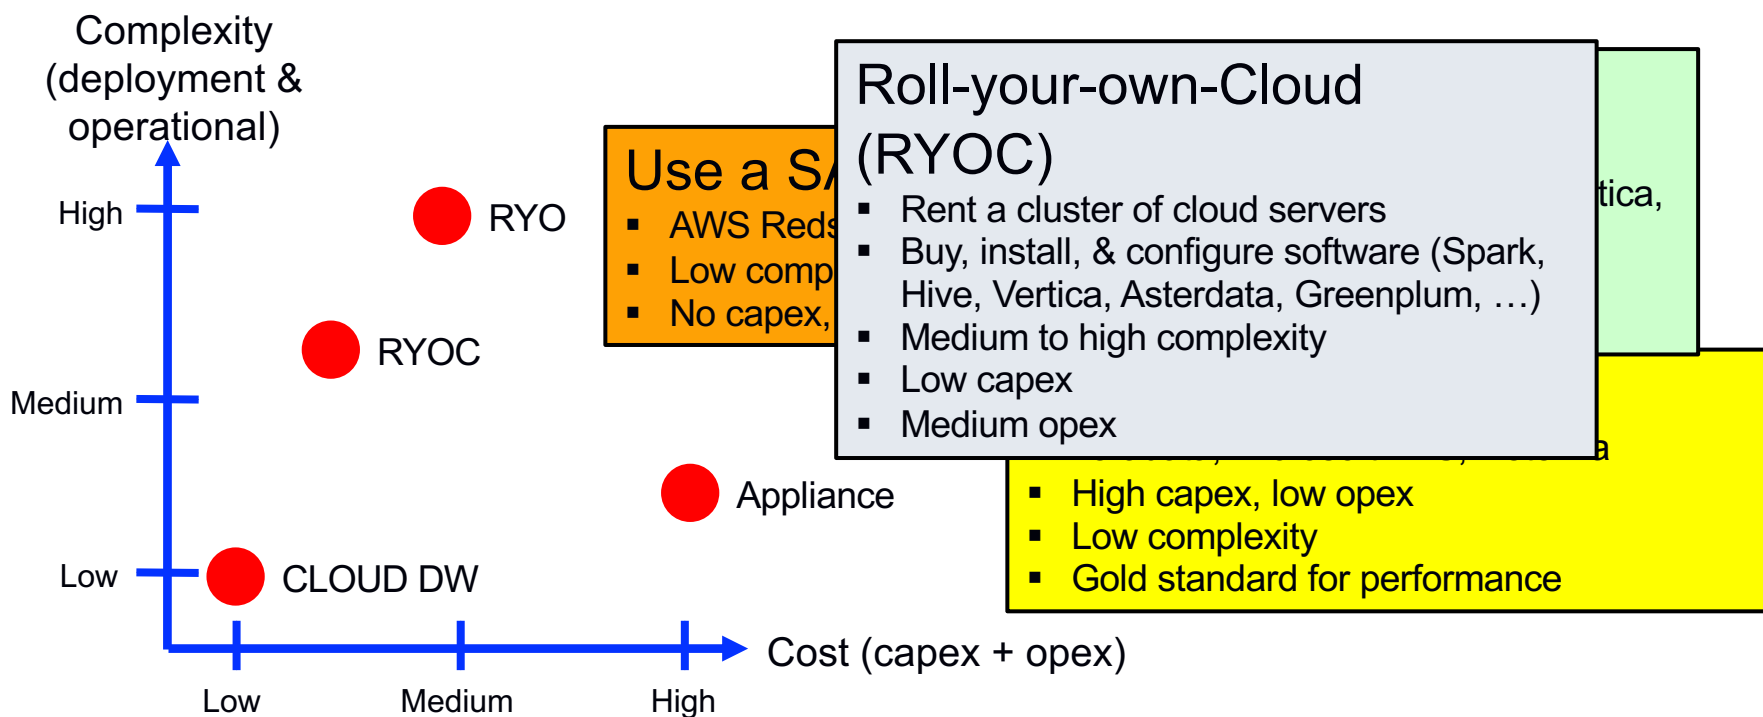 Complexity
(deployment &
operational)
High
Medium
Low
RYO
RYOC
Appliance
CLOUD DW
Low
Medium
High
Cost (capex + opex)
Use a
▪ AWS
▪ Low
▪ No capex,
Roll-your-own-Cloud
(RYOC)
▪ Rent a cluster of cloud servers
▪ Buy, install, & configure software (Spark,
Hive, Vertica, Asterdata, Greenplum, …)
▪ Medium to high complexity
▪ Low capex
▪ Medium opex
▪ High capex, low opex
▪ Low complexity
▪ Gold standard for performance